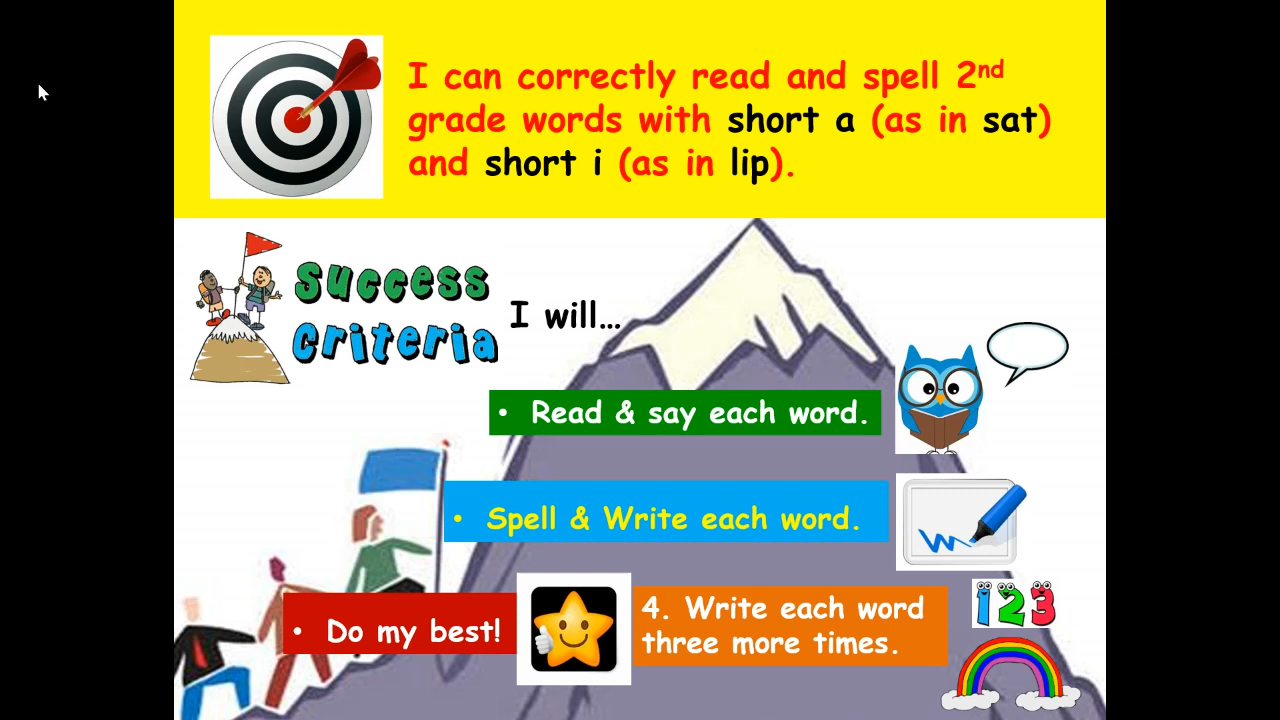 I can correctly read and spell 2nd
grade words with short a (as in sat)
and short i (as in lip).
Success
Criteria
I will...
• Read & say each word.
• Spell & Write each word.
• Do my best!
4. Write each word
three more times.
123